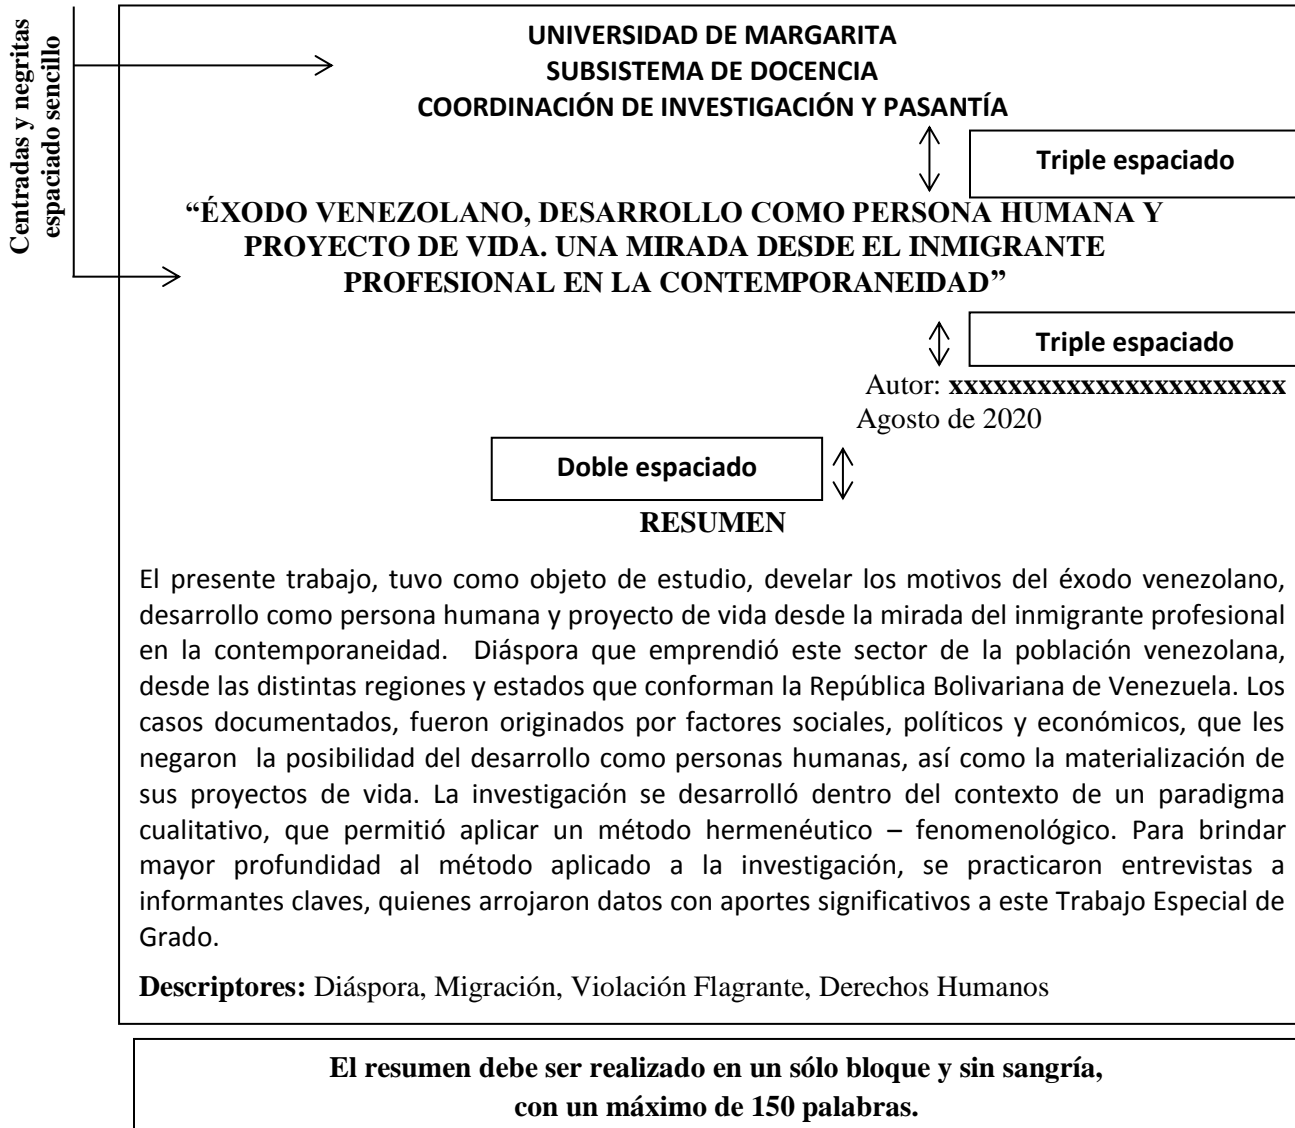 Centradas y negritas
espaciado sencillo
UNIVERSIDAD DE MARGARITA
SUBSISTEMA DE DOCENCIA
COORDINACIÓN DE INVESTIGACIÓN Y PASANTÍA
Triple espaciado
“ÉXODO VENEZOLANO, DESARROLLO COMO PERSONA HUMANA Y
PROYECTO DE VIDA. UNA MIRADA DESDE EL INMIGRANTE
PROFESIONAL EN LA CONTEMPORANEIDAD”
Triple espaciado
Autor: xxxxxxxxxxxxxxxxxxxxxxx
Agosto de 2020
Doble espaciado
RESUMEN
El presente trabajo, tuvo como objeto de estudio, develar los motivos del éxodo venezolano,
desarrollo como persona humana y proyecto de vida desde la mirada del inmigrante profesional
en la contemporaneidad. Diáspora que emprendió este sector de la población venezolana,
desde las distintas regiones y estados que conforman la República Bolivariana de Venezuela. Los
casos documentados, fueron originados por factores sociales, políticos y económicos, que les
negaron la posibilidad del desarrollo como personas humanas, así como la materialización de
sus proyectos de vida. La investigación se desarrolló dentro del contexto de un paradigma
cualitativo, que permitió aplicar un método hermenéutico – fenomenológico. Para brindar
mayor profundidad al método aplicado a la investigación, se practicaron entrevistas a
informantes claves, quienes arrojaron datos con aportes significativos a este Trabajo Especial de
Grado.
Descriptores: Diáspora, Migración, Violación Flagrante, Derechos Humanos
El resumen debe ser realizado en un sólo bloque y sin sangría,
con un máximo de 150 palabras.